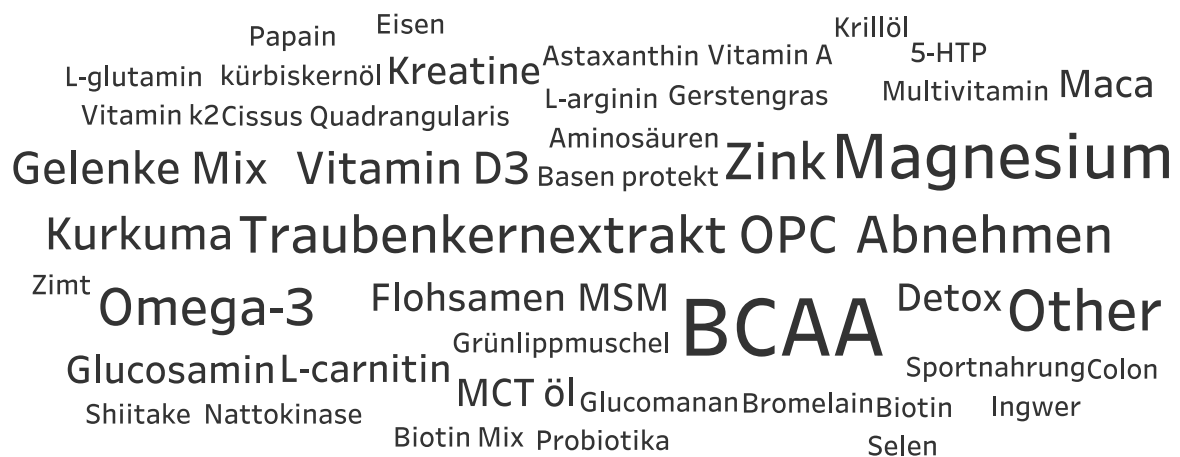 Eisen
Krillöl
Papain
Astaxanthin Vitamin A
5-HTP
L-glutamin kürbiskernöl Kreatine
L-arginin Gerstengras
Multivitamin Maca
Vitamin k2 Cissus Quadrangularis
Aminosäuren
Gelenke Mix Vitamin D3 Basen protekt Zink Magnesium
Kurkuma Traubenkernextrakt OPC Abnehmen
Zimt Omega-3 Flohsamen MSM BCAA Detox Other
Grünlippmuschel
Glucosamin L-carnitin
Sportnahrung Colon
MCT öl Glucomanan Bromelain Biotin Ingwer
Shiitake Nattokinase
Biotin Mix Probiotika
Selen